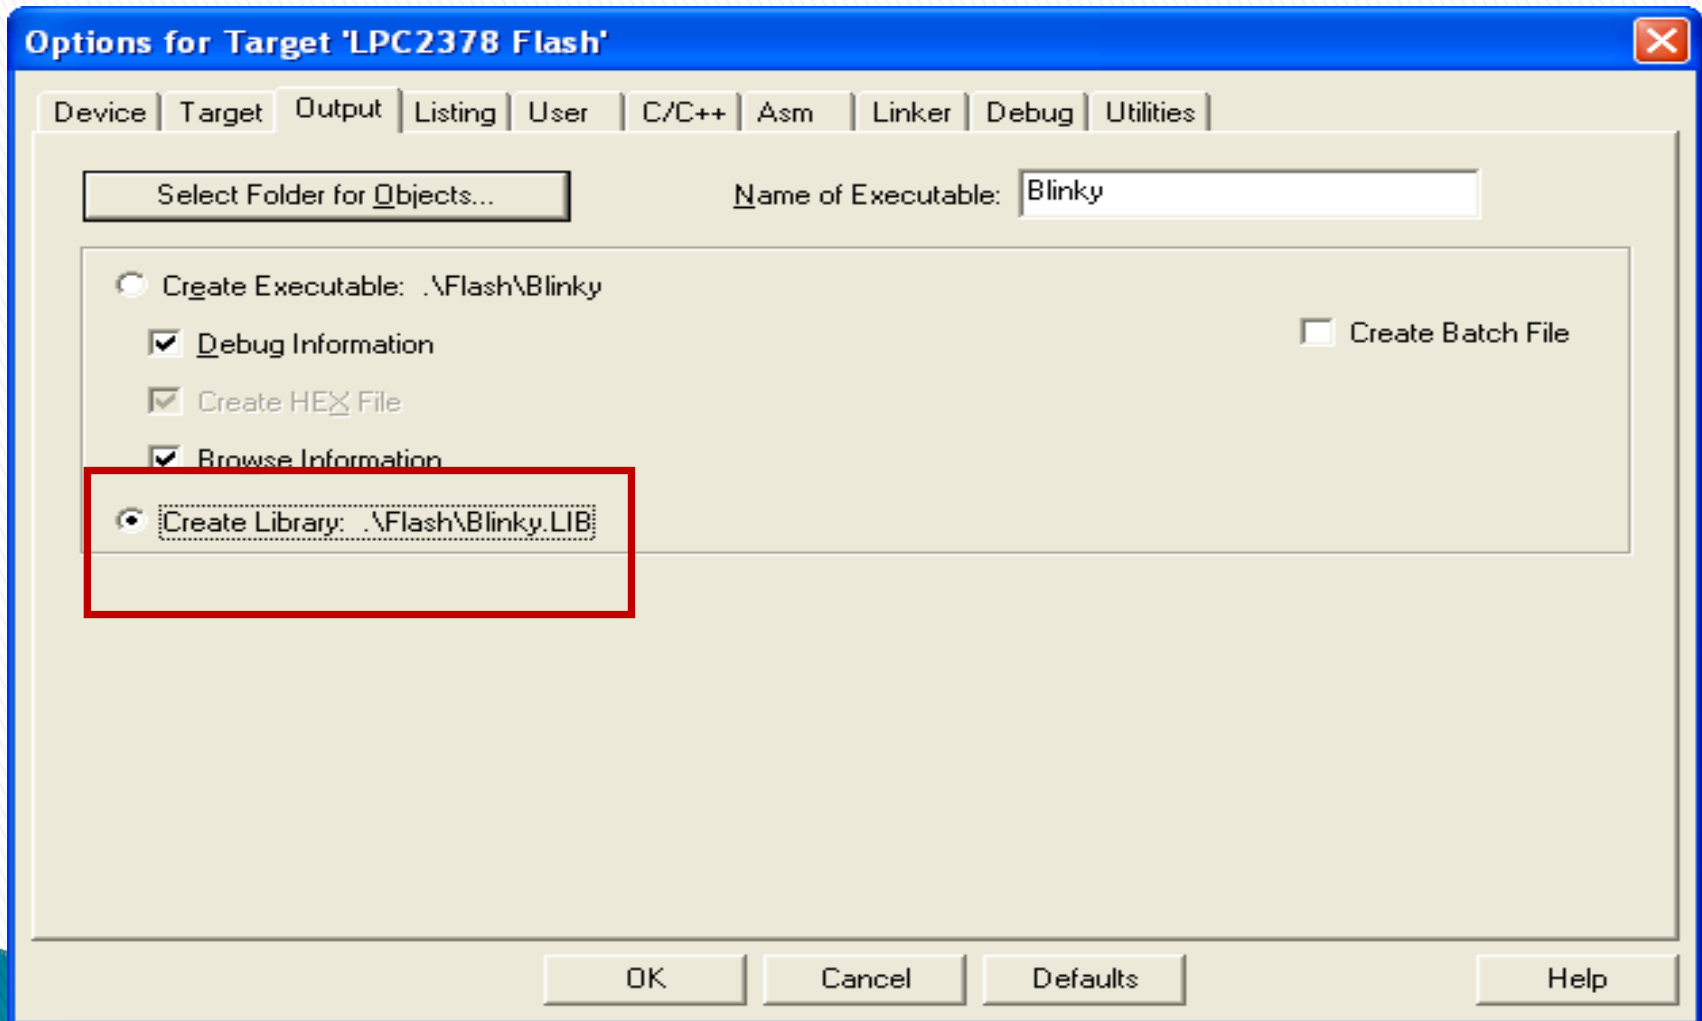 Options for Target 'LPC2378 Flash'
Device Target Output Listing User C/C++ Asm Linker Debug Utilities
Select Folder for Objects... Name of Executable: Blinky
Create Executable: .\Flash\Blinky
Debug Information Create Batch File
Create HEX File
Browse Information
Create Library: .\Flash\Blinky.LIB
OK Cancel Defaults Help